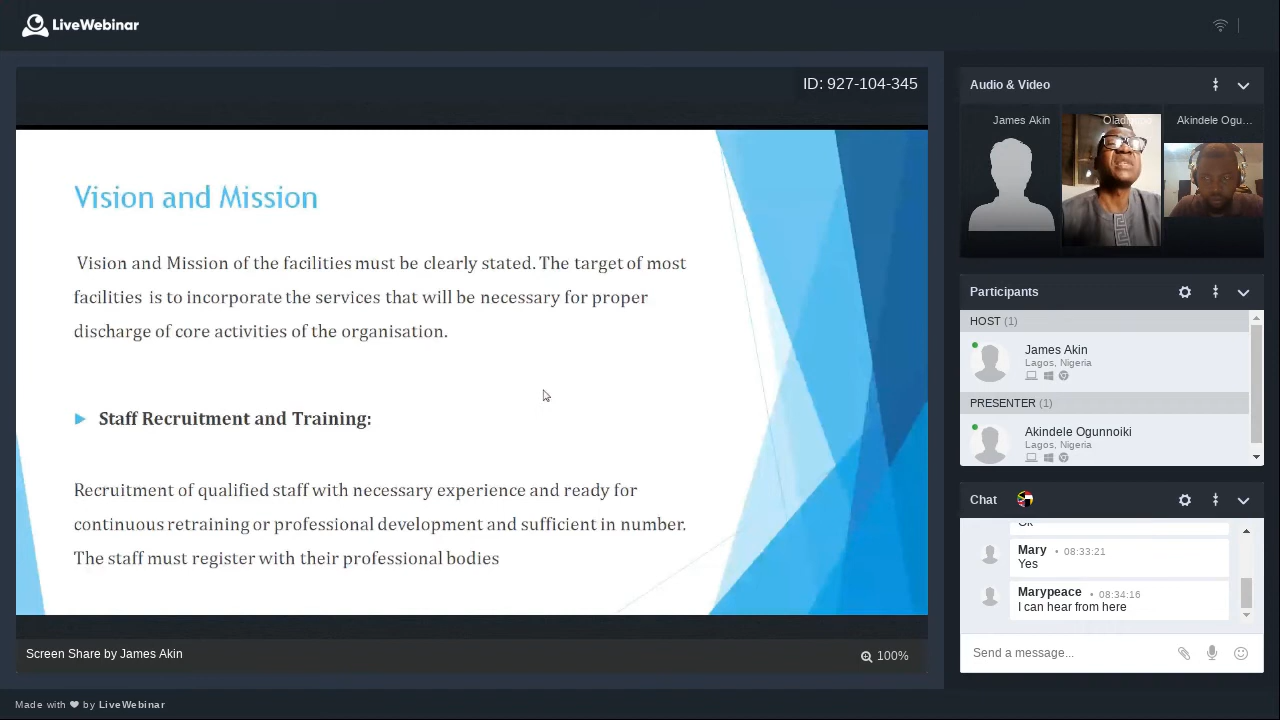 LiveWebinar
ID: 927-104-345
Vision and Mission
Vision and Mission of the facilities must be clearly stated. The target of most
facilities is to incorporate the services that will be necessary for proper
discharge of core activities of the organisation.
Staff Recruitment and Training:
Recruitment of qualified staff with necessary experience and ready for
continuous retraining or professional development and sufficient in number.
The staff must register with their professional bodies
Screen Share by James Akin
100%
Made with by LiveWebinar
Audio & Video
James Akin
Akindele Ogu...
Participants
HOST (1)
James Akin
Lagos, Nigeria
PRESENTER (1)
Akindele Ogunnoiki
Lagos, Nigeria
Chat
Mary • 08:33:21
Yes
Marypeace • 08:34:16
I can hear from here
Send a message...